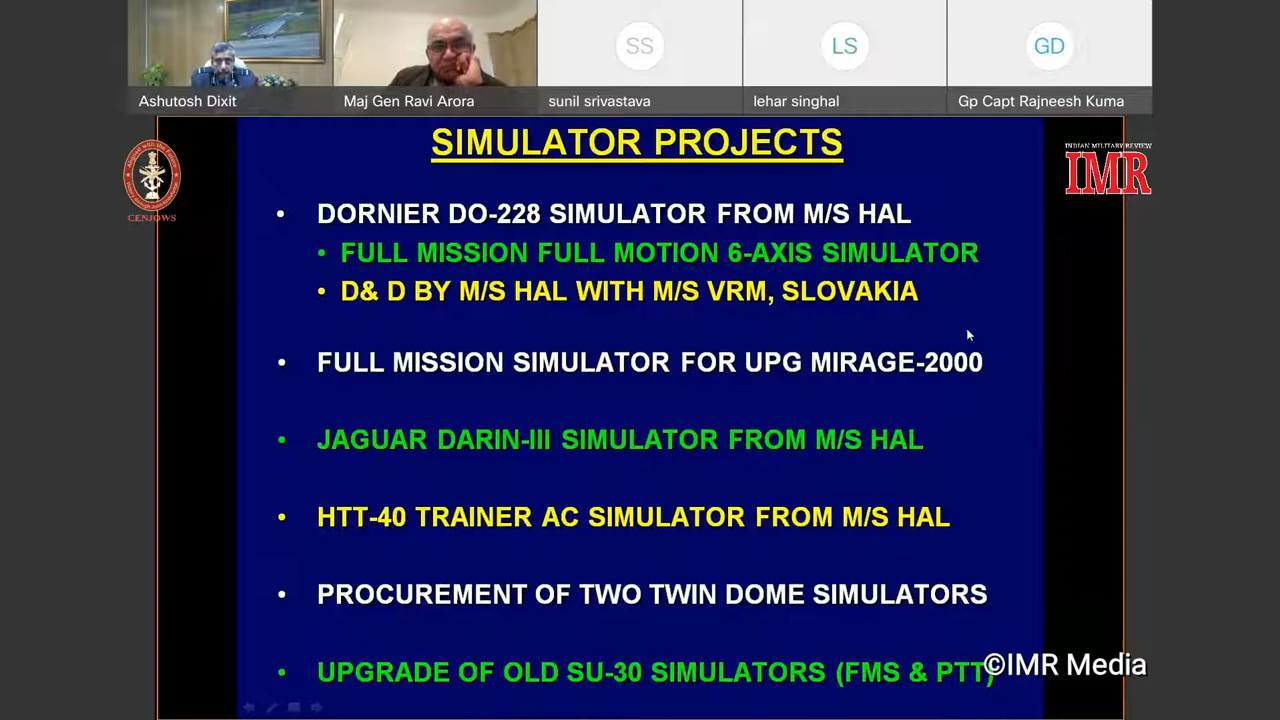 SS
LS
GD
Ashutosh Dixit
Maj Gen Ravi Arora
sunil srivastava
lehar singhal
Gp Capt Rajneesh Kuma
SIMULATOR PROJECTS
INDIAN MILITARY REVIEW
IMR
CENJOWS
• DORNIER DO-228 SIMULATOR FROM M/S HAL
• FULL MISSION FULL MOTION 6-AXIS SIMULATOR
• D& D BY M/S HAL WITH M/S VRM, SLOVAKIA
• FULL MISSION SIMULATOR FOR UPG MIRAGE-2000
• JAGUAR DARIN-III SIMULATOR FROM M/S HAL
• HTT-40 TRAINER AC SIMULATOR FROM M/S HAL
• PROCUREMENT OF TWO TWIN DOME SIMULATORS
• UPGRADE OF OLD SU-30 SIMULATORS (FMS & PTT)
©IMR Media